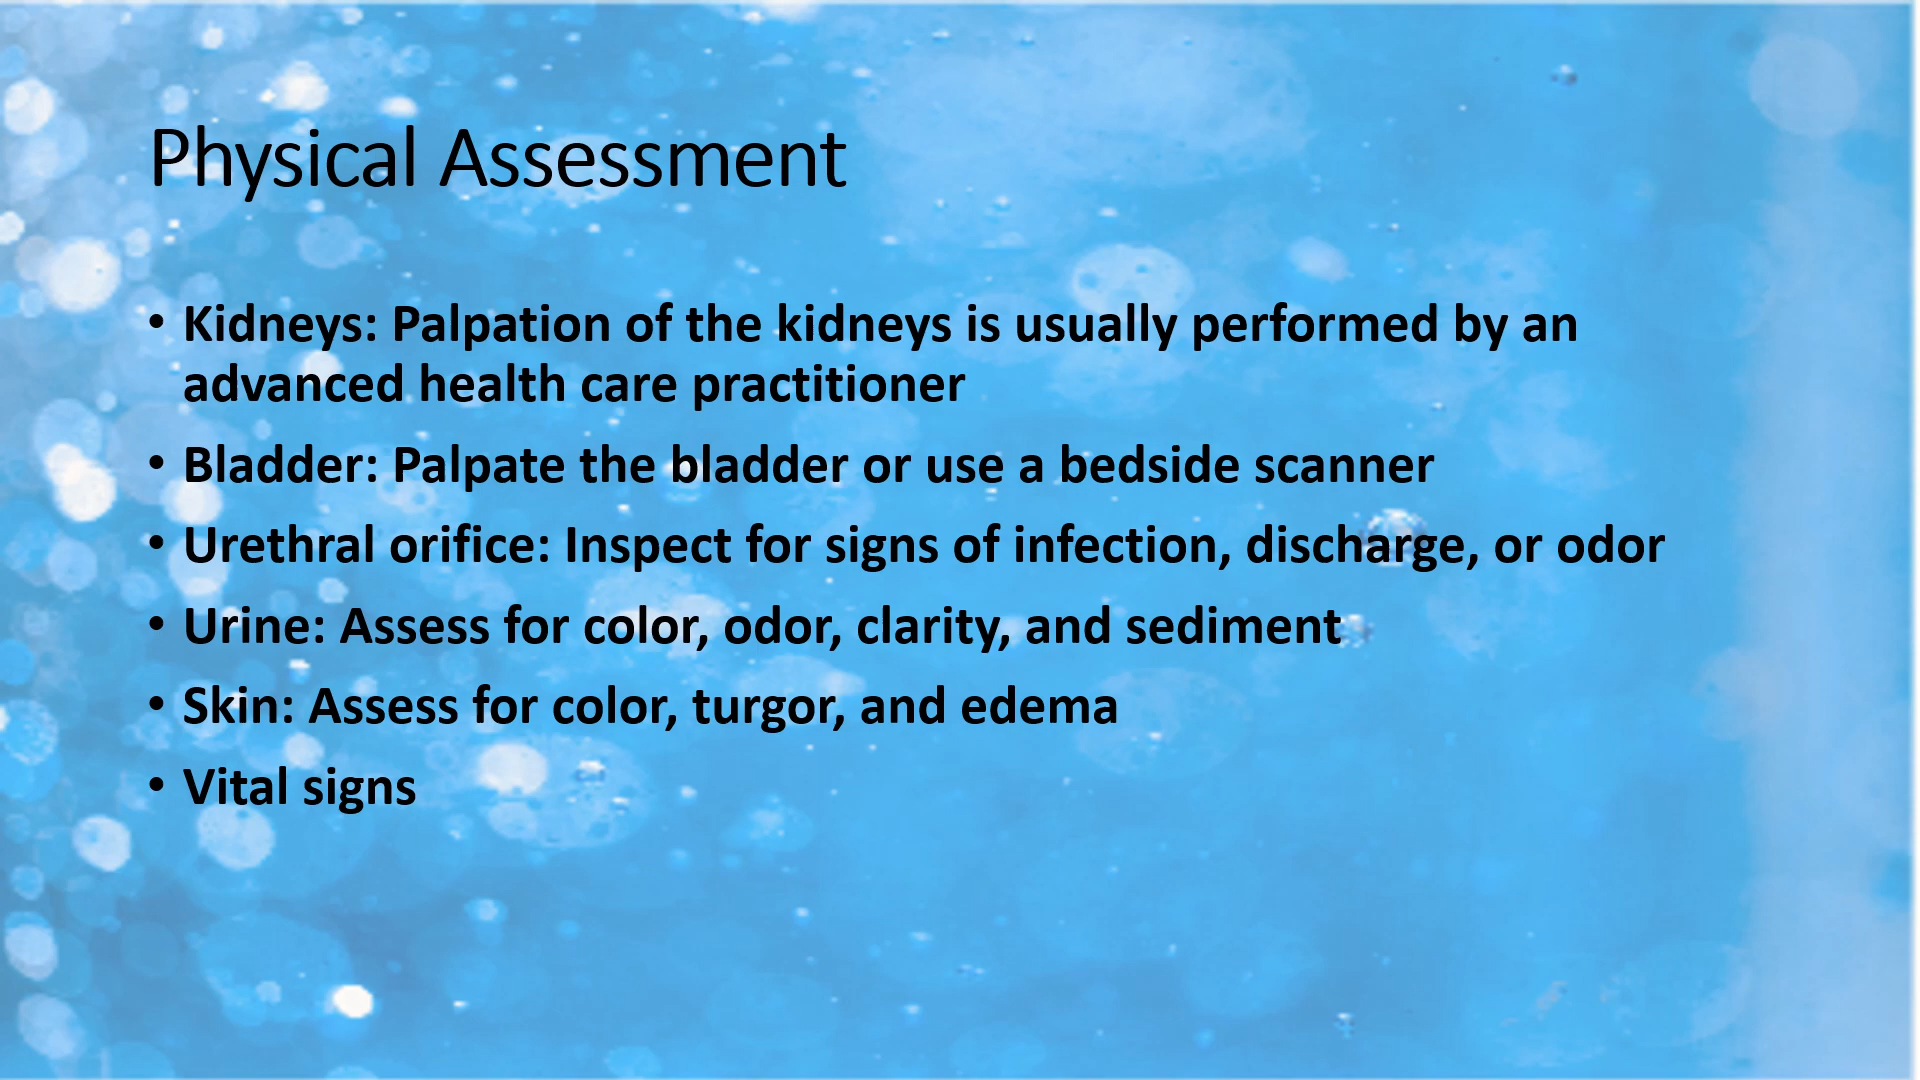 Physical Assessment
• Kidneys: Palpation of the kidneys is usually performed by an
advanced health care practitioner
• Bladder: Palpate the bladder or use a bedside scanner
• Urethral orifice: Inspect for signs of infection, discharge, or odor
• Urine: Assess for color, odor, clarity, and sediment
• Skin: Assess for color, turgor, and edema
• Vital signs